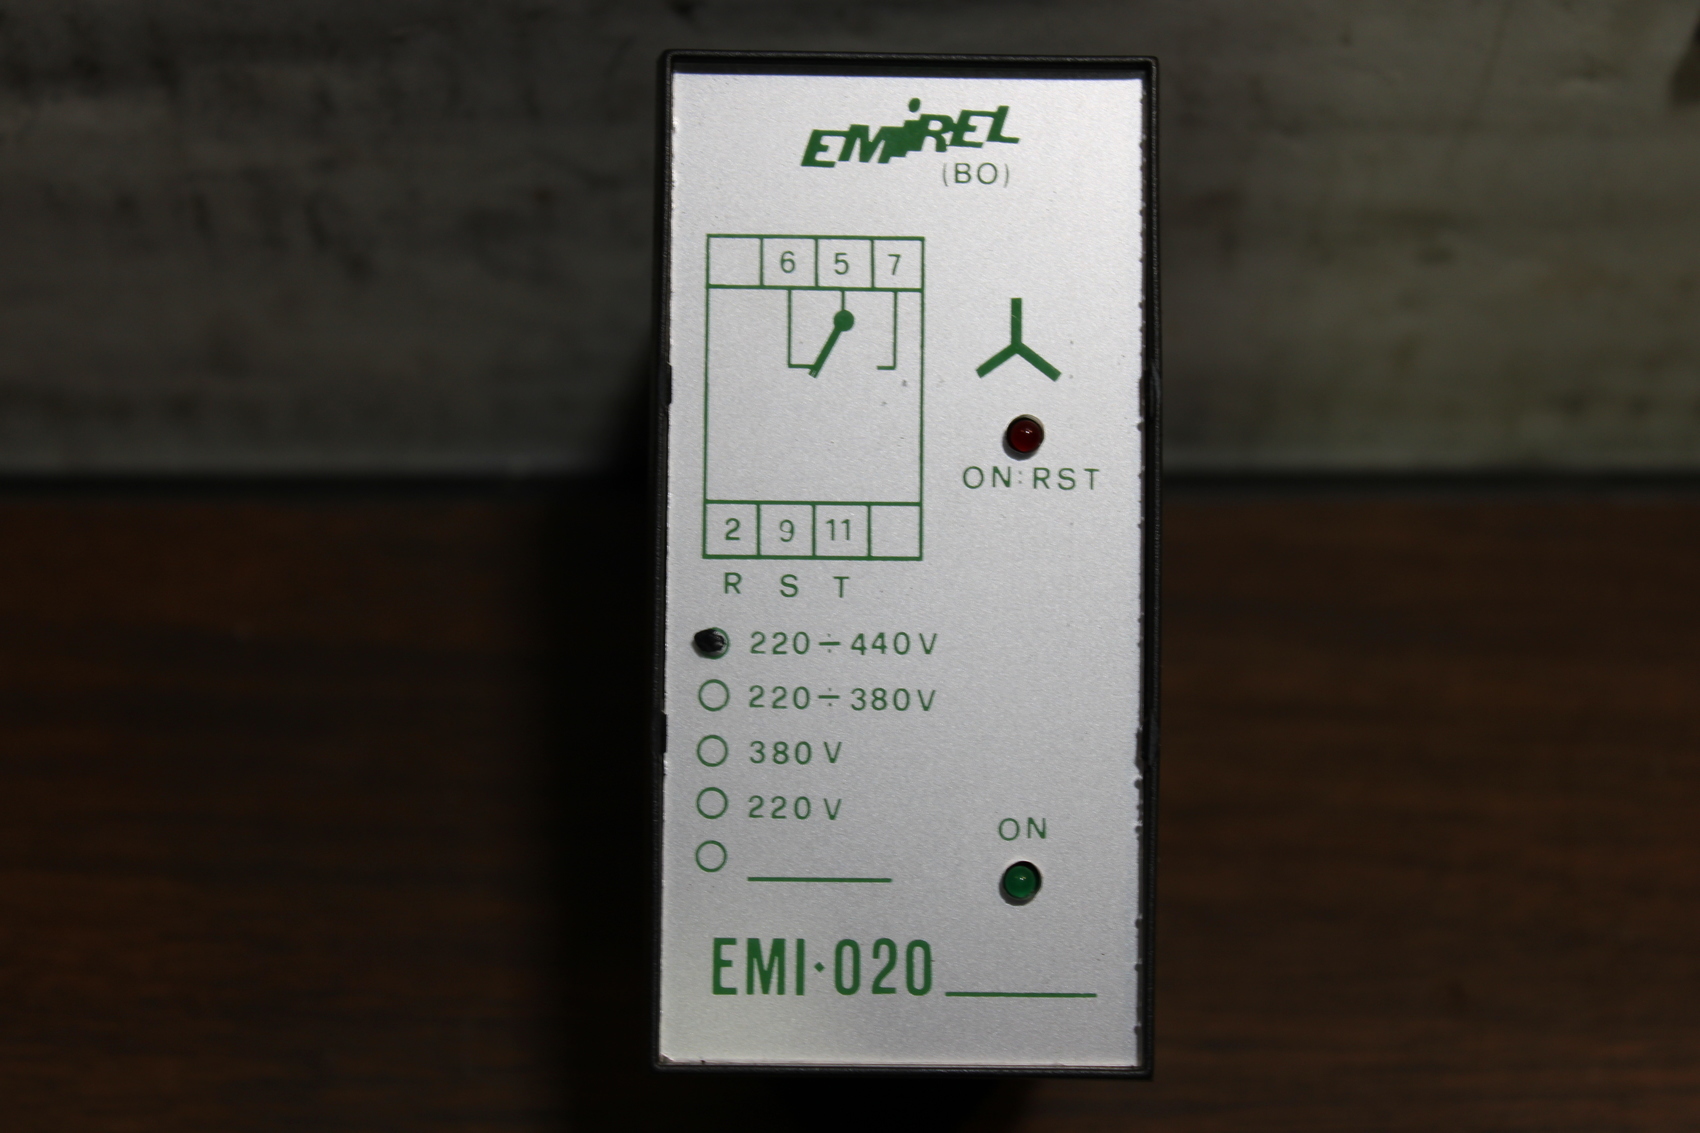 EMiREL
(BO)
6 5 7
ON:RST
2 9 11
R S T
220÷440V
220÷380V
380V
220V
ON
EMI·020